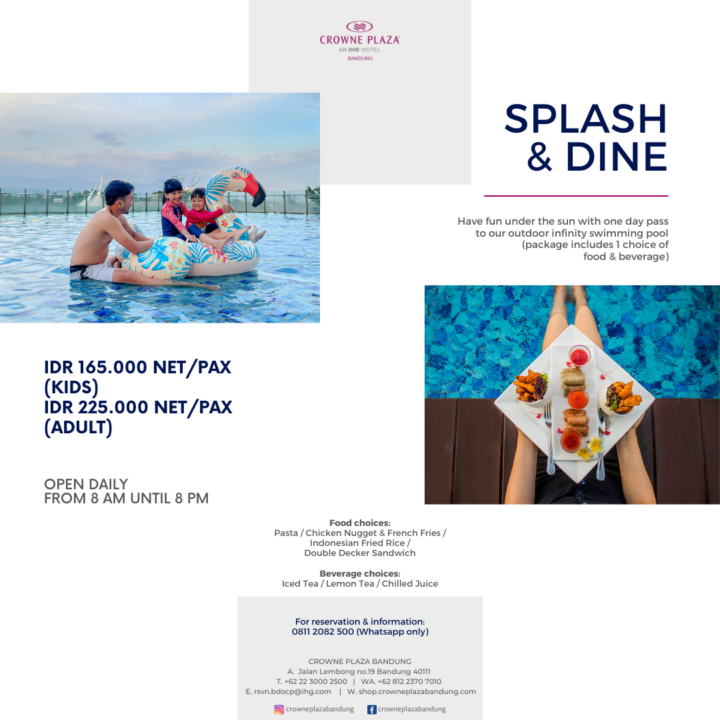 CROWNE PLAZA
AN IHG® HOTEL
BANDUNG
SPLASH
& DINE
Have fun under the sun with one day pass
to our outdoor infinity swimming pool
(package includes 1 choice of
food & beverage)
IDR 165.000 NET/PAX
(KIDS)
IDR 225.000 NET/PAX
(ADULT)
OPEN DAILY
FROM 8 AM UNTIL 8 PM
Food choices:
Pasta / Chicken Nugget & French Fries /
Indonesian Fried Rice /
Double Decker Sandwich
Beverage choices:
Iced Tea / Lemon Tea / Chilled Juice
For reservation & information:
0811 2082 500 (Whatsapp only)
CROWNE PLAZA BANDUNG
A. Jalan Lembong no.19 Bandung 40111
T. +62 22 3000 2500 | WA. +62 812 2370 7010
E. rsvn.bdocp@ihg.com | W. shop.crowneplazabandung.com
crowneplazabandung crowneplazabandung